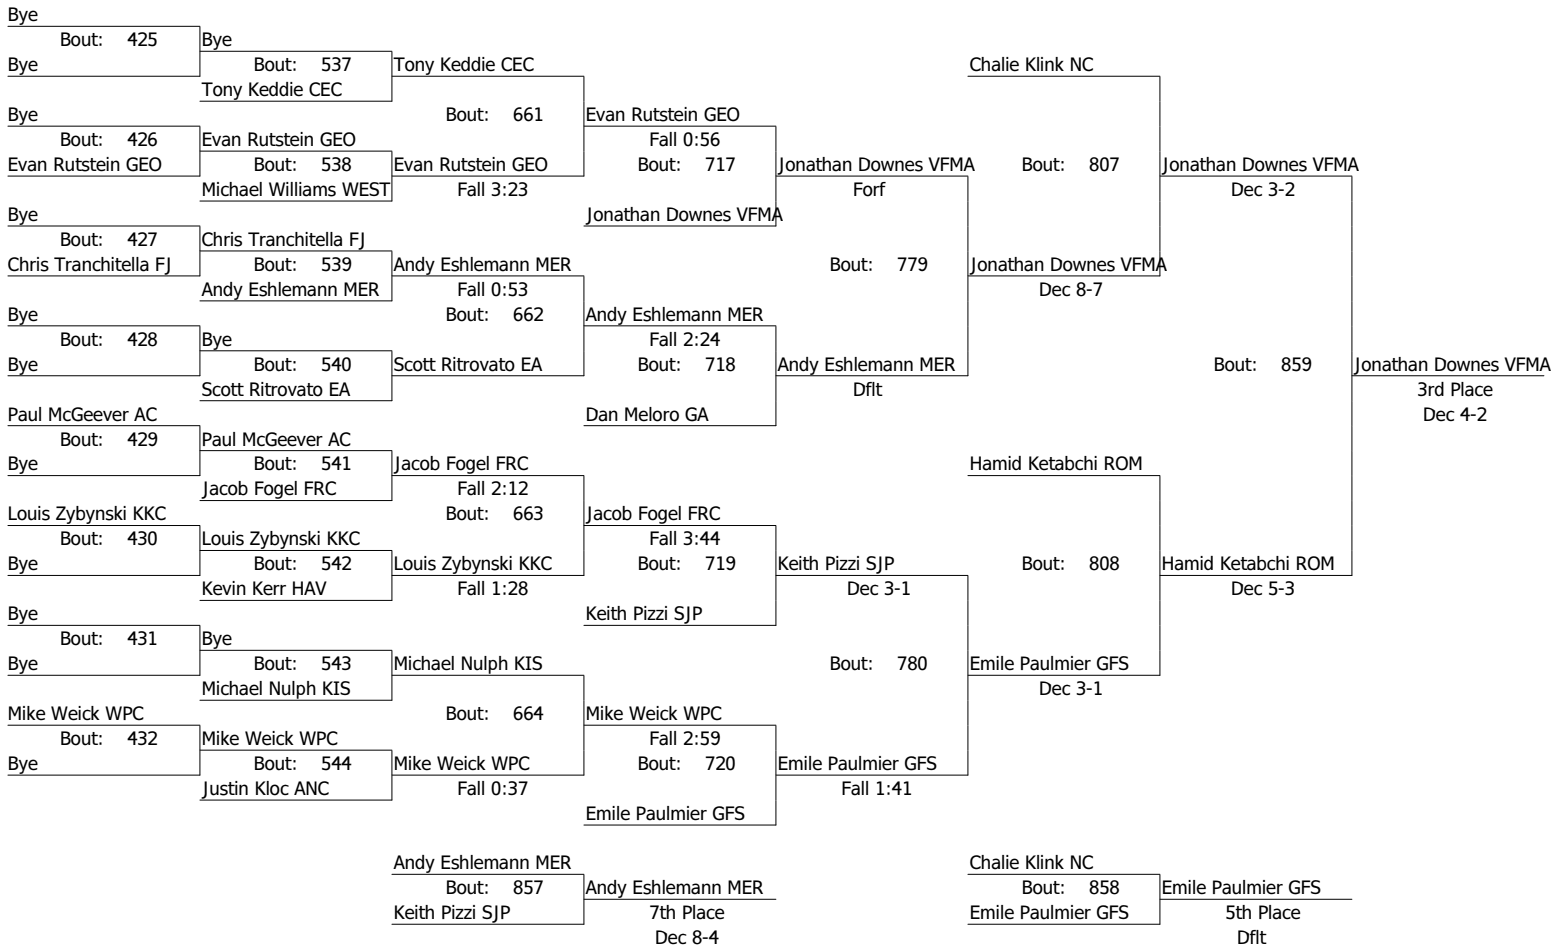 Bye
Bout: 425 Bye
Bye Bout: 537 Tony Keddie CEC Chalie Klink NC
Tony Keddie CEC
Bye Bout: 661 Evan Rutstein GEO
Bout: 426 Evan Rutstein GEO Fall 0:56
Evan Rutstein GEO Bout: 538 Evan Rutstein GEO Bout: 717 Jonathan Downes VFMA Bout: 807 Jonathan Downes VFMA
Michael Williams WEST Fall 3:23 Forf Dec 3-2
Bye Jonathan Downes VFMA
Bout: 427 Chris Tranchitella FJ
Chris Tranchitella FJ Bout: 539 Andy Eshlemann MER Bout: 779 Jonathan Downes VFMA
Andy Eshlemann MER Fall 0:53 Dec 8-7
Bye Bout: 662 Andy Eshlemann MER
Bout: 428 Bye Fall 2:24
Bye Bout: 540 Scott Ritrovato EA Bout: 718 Andy Eshlemann MER Bout: 859 Jonathan Downes VFMA
Scott Ritrovato EA Dflt 3rd Place
Paul McGeever AC Dan Meloro GA Dec 4-2
Bout: 429 Paul McGeever AC
Bye Bout: 541 Jacob Fogel FRC Hamid Ketabchi ROM
Jacob Fogel FRC Fall 2:12
Louis Zybynski KKC Bout: 663 Jacob Fogel FRC
Bout: 430 Louis Zybynski KKC Fall 3:44
Bye Bout: 542 Louis Zybynski KKC Bout: 719 Keith Pizzi SJP Bout: 808 Hamid Ketabchi ROM
Kevin Kerr HAV Fall 1:28 Dec 3-1 Dec 5-3
Bye Keith Pizzi SJP
Bout: 431 Bye
Bye Bout: 543 Michael Nulph KIS Bout: 780 Emile Paulmier GFS
Michael Nulph KIS Dec 3-1
Mike Weick WPC Bout: 664 Mike Weick WPC
Bout: 432 Mike Weick WPC Fall 2:59
Bye Bout: 544 Mike Weick WPC Bout: 720 Emile Paulmier GFS
Justin Kloc ANC Fall 0:37 Fall 1:41
Emile Paulmier GFS
Andy Eshlemann MER Chalie Klink NC
Bout: 857 Andy Eshlemann MER Bout: 858 Emile Paulmier GFS
Keith Pizzi SJP 7th Place Emile Paulmier GFS 5th Place
Dec 8-4 Dflt